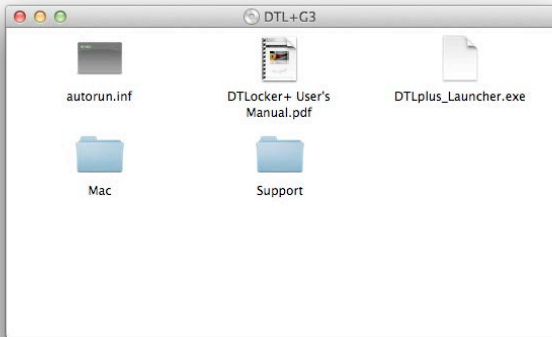 DTL+G3
autorun.inf
DTLocker+ User's
Manual.pdf
DTLplus_Launcher.exe
Mac
Support